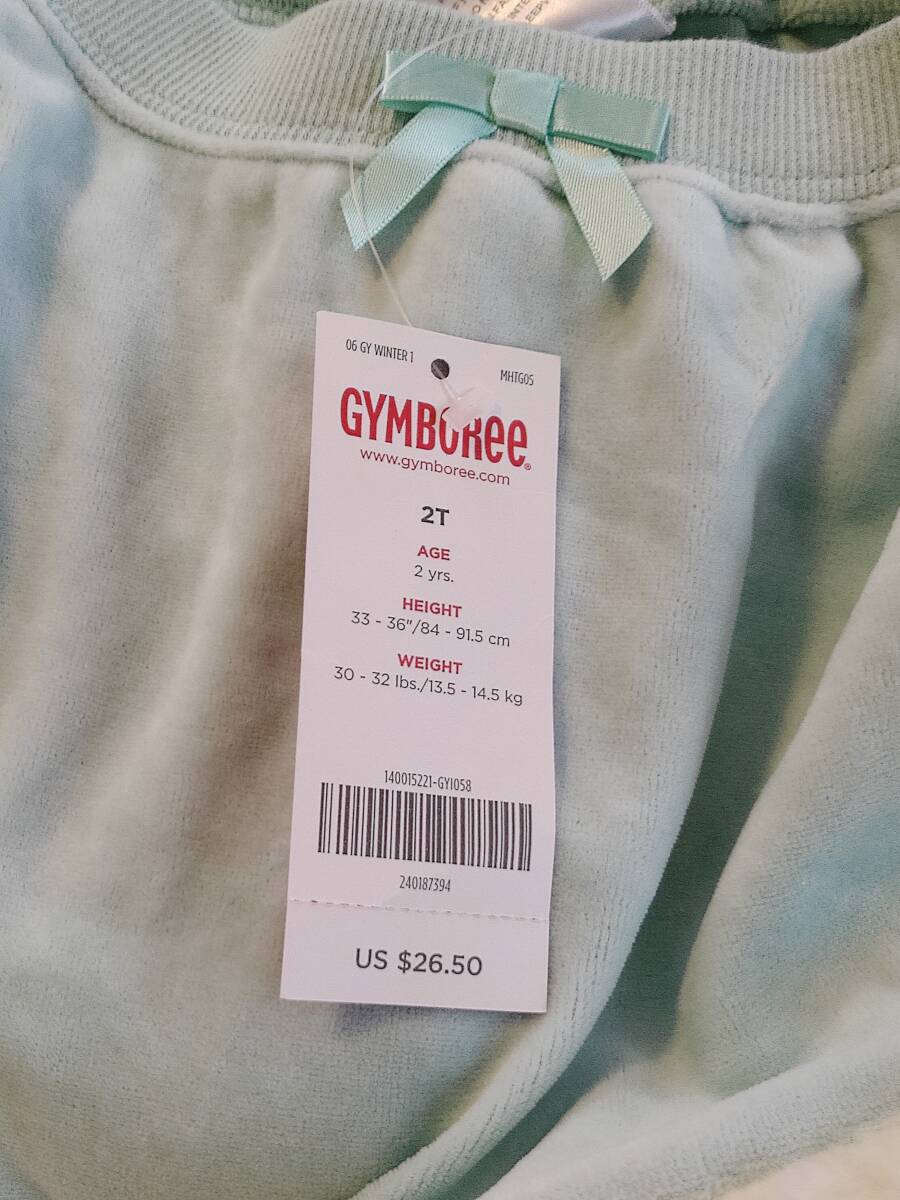 06 GY WINTER 1
MHTG05
GYMBOREE
www.gymboree.com
2T
AGE
2 yrs.
HEIGHT
33 - 36"/84 - 91.5 cm
WEIGHT
30 - 32 lbs./13.5 - 14.5 kg
140015221-GY1058
240187394
US $26.50